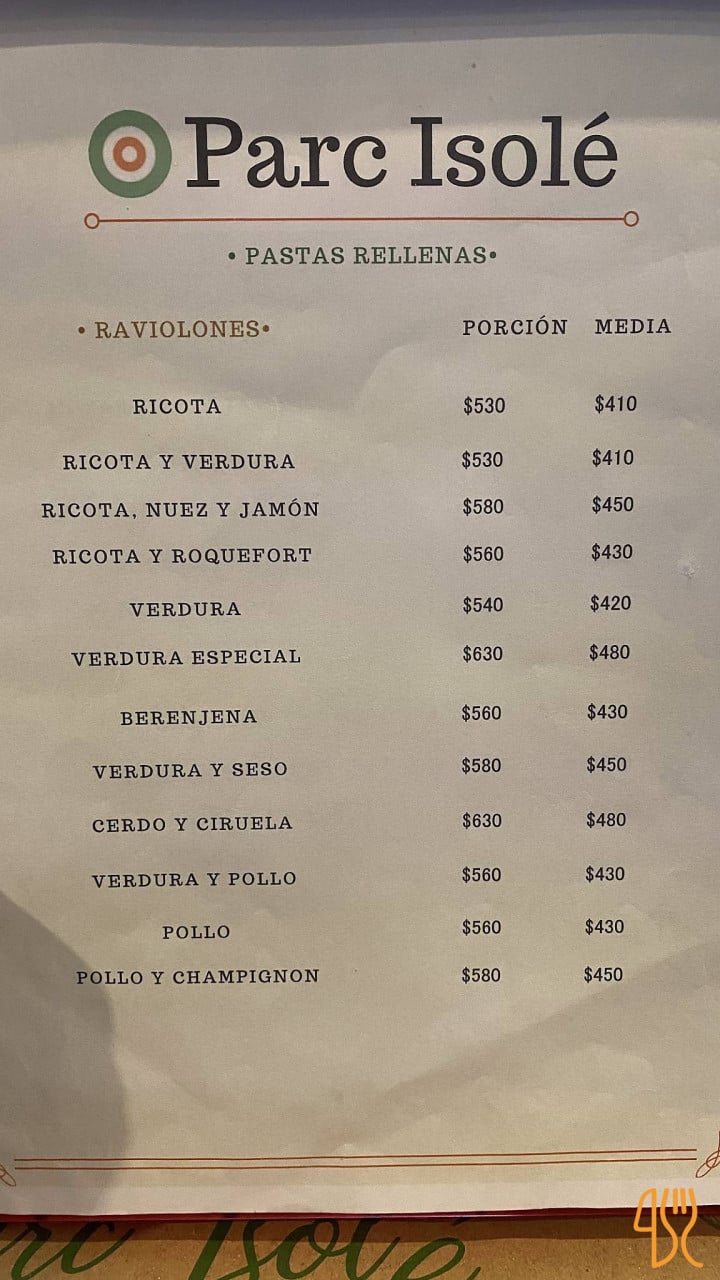 Parc Isolé
• PASTAS RELLENAS•
• RAVIOLONES• PORCIÓN MEDIA
RICOTA $530 $410
RICOTA Y VERDURA $530 $410
RICOTA, NUEZ Y JAMÓN $580 $450
RICOTA Y ROQUEFORT $560 $430
VERDURA $540 $420
VERDURA ESPECIAL $630 $480
BERENJENA $560 $430
VERDURA Y SESO $580 $450
CERDO Y CIRUELA $630 $480
VERDURA Y POLLO $560 $430
POLLO $560 $430
POLLO Y CHAMPIGNON $580 $450
Isolé